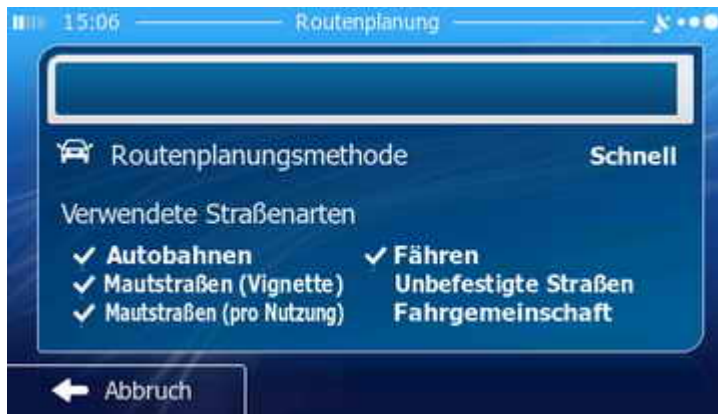 15:06 Routenplanung
Routenplanungsmethode Schnell
Verwendete Straßenarten
Autobahnen Fähren
Mautstraßen (Vignette) Unbefestigte Straßen
Mautstraßen (pro Nutzung) Fahrgemeinschaft
Abbruch